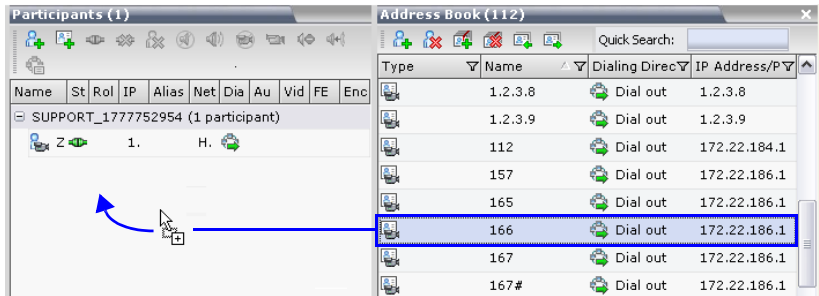 Participants (1)
Name St Rol IP Alias Net Dia Au Vid FE Enc
SUPPORT_1777752954 (1 participant)
Z 1. H.
Address Book (112)
Quick Search:
Type Name Dialing Direc IP Address/P
1.2.3.8 Dial out 1.2.3.8
1.2.3.9 Dial out 1.2.3.9
112 Dial out 172.22.184.1
157 Dial out 172.22.186.1
165 Dial out 172.22.186.1
166 Dial out 172.22.186.1
167 Dial out 172.22.186.1
167# Dial out 172.22.186.1